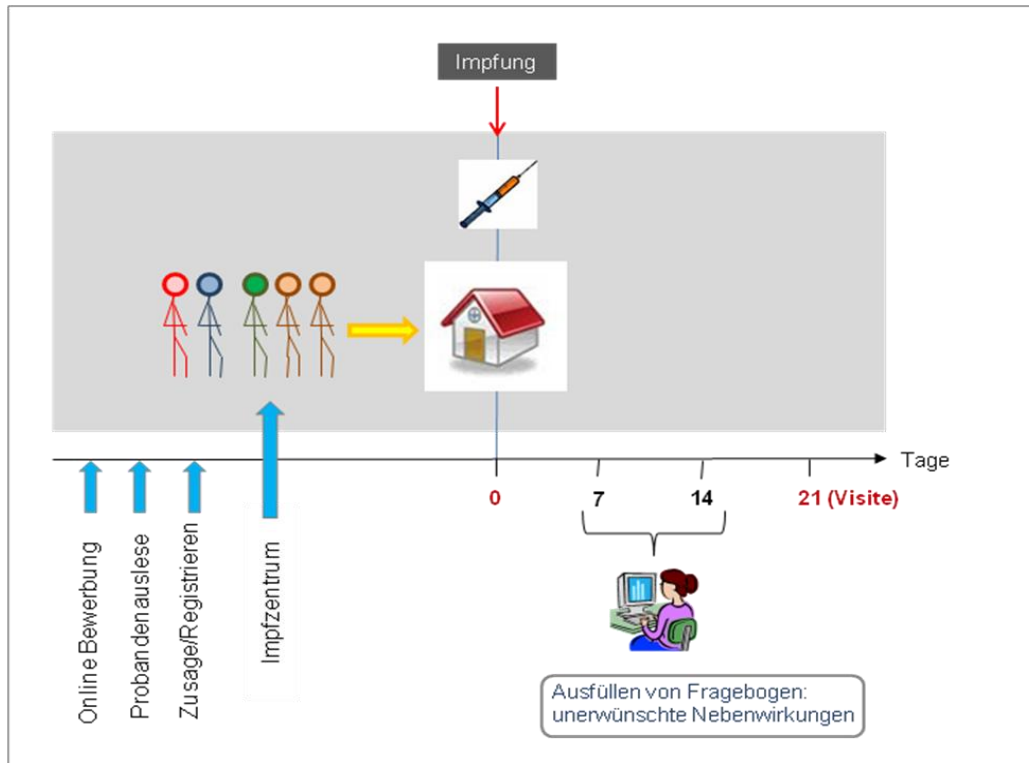 Impfung
Tage
0
7
14
21 (Visite)
Online Bewerbung
Probandenauslese
Zusage/Registrieren
Impfzentrum
Ausfüllen von Fragebogen:
unerwünschte Nebenwirkungen